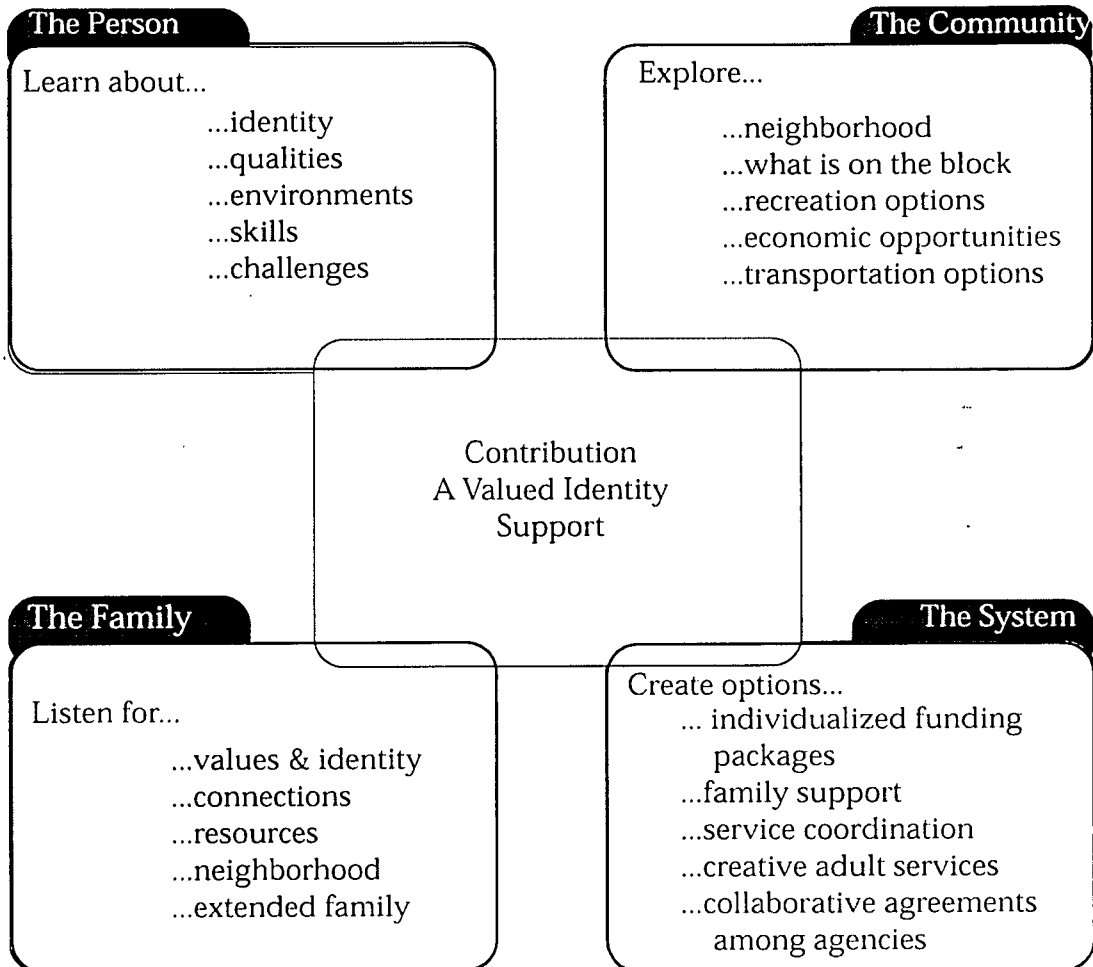 The Person
Learn about...
...identity
...qualities
...environments
...skills
...challenges
The Community
Explore...
...neighborhood
...what is on the block
...recreation options
...economic opportunities
...transportation options
Contribution
A Valued Identity
Support
The Family
Listen for...
...values & identity
...connections
...resources
...neighborhood
...extended family
The System
Create options...
... individualized funding
packages
...family support
...service coordination
...creative adult services
...collaborative agreements
among agencies